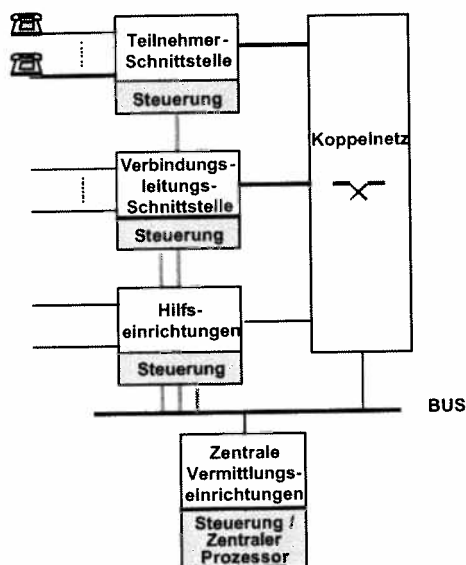 Teilnehmer-
Schnittstelle
Steuerung
Koppelnetz
Verbindungs-
leitungs-
Schnittstelle
Steuerung
Hilfs-
einrichtungen
Steuerung
BUS
Zentrale
Vermittlungs-
einrichtungen
Steuerung /
Zentraler
Prozessor